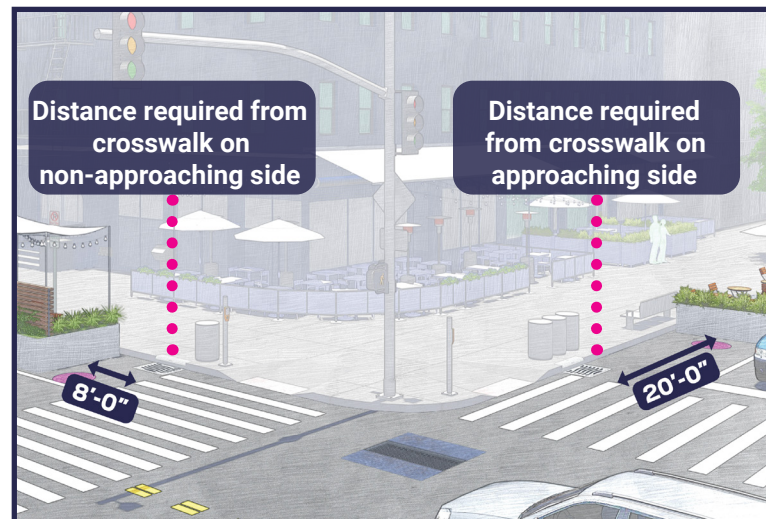 Distance required from
crosswalk on
non-approaching side
Distance required
from crosswalk on
approaching side
8'-0"
20'-0"